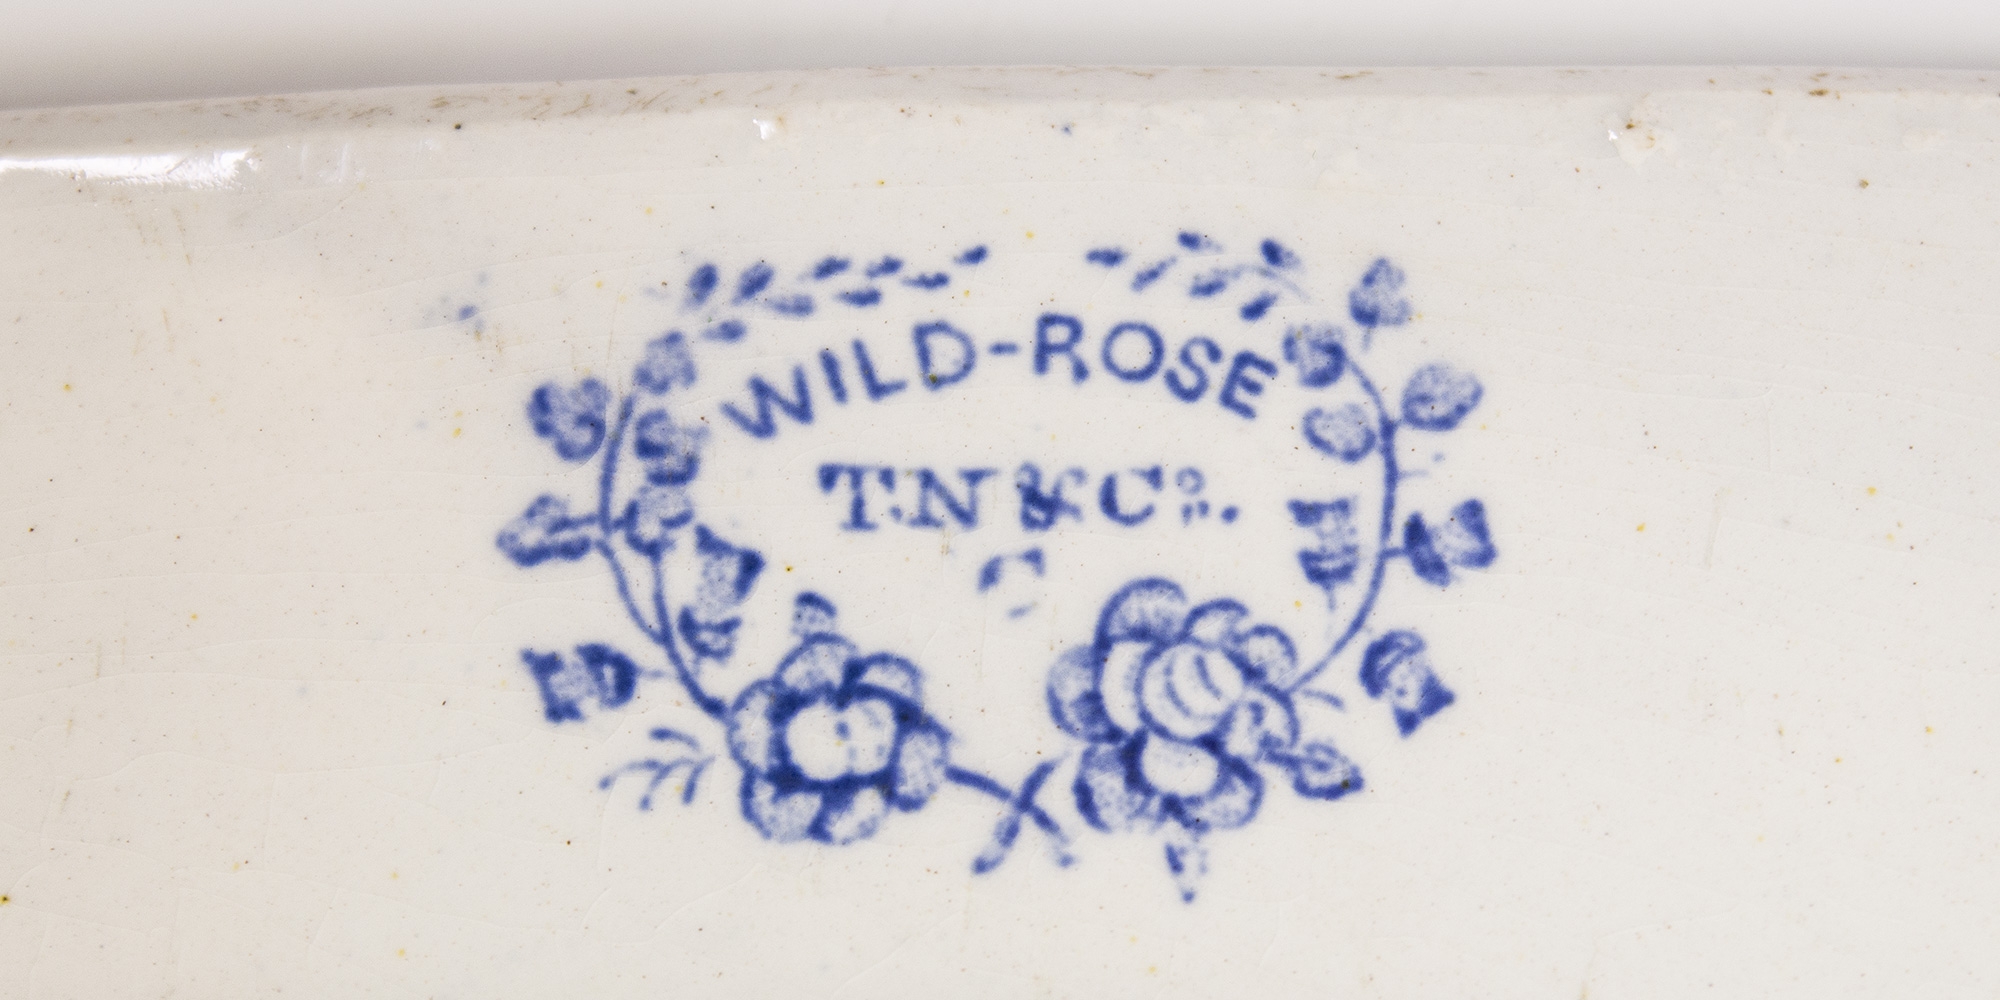 WILD-ROSE
T.N & Co.